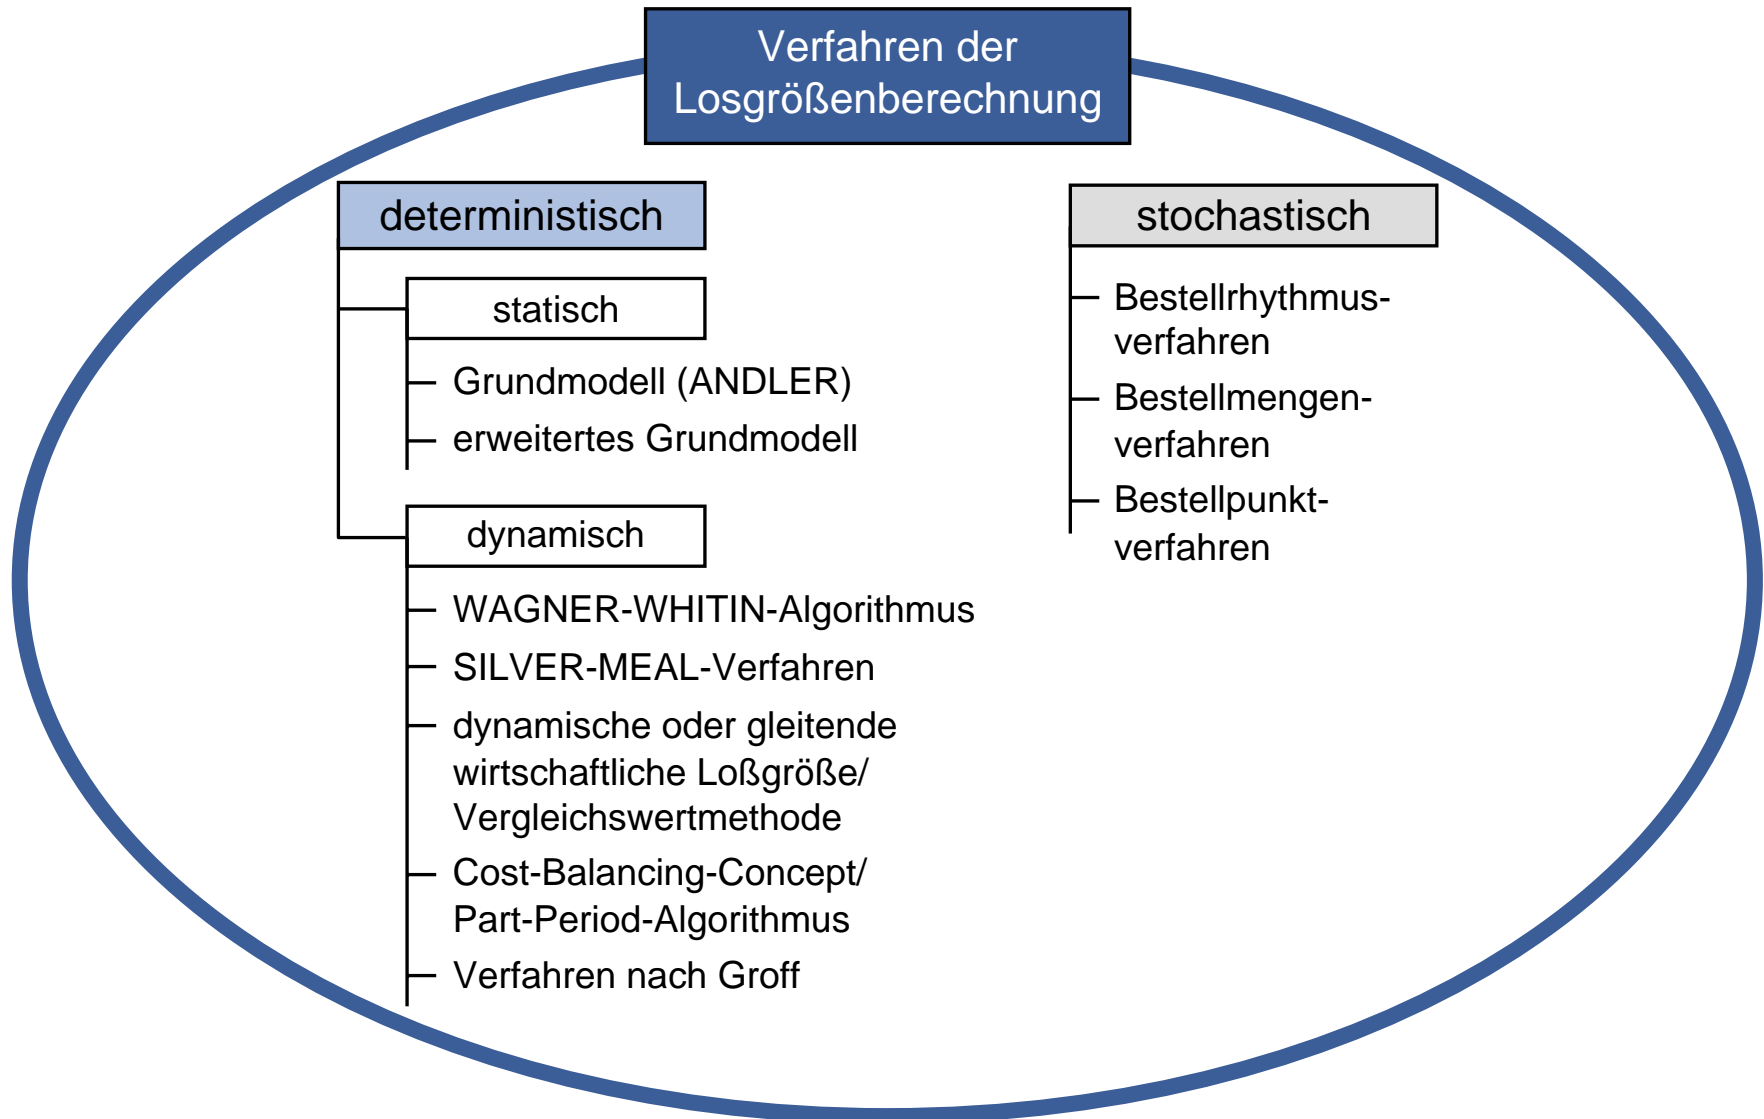 Verfahren der
Losgrößenberechnung
deterministisch
statisch
Grundmodell (ANDLER)
erweitertes Grundmodell
dynamisch
WAGNER-WHITIN-Algorithmus
SILVER-MEAL-Verfahren
dynamische oder gleitende
wirtschaftliche Loßgröße/
Vergleichswertmethode
Cost-Balancing-Concept/
Part-Period-Algorithmus
Verfahren nach Groff
stochastisch
Bestellrhythmus-
verfahren
Bestellmengen-
verfahren
Bestellpunkt-
verfahren